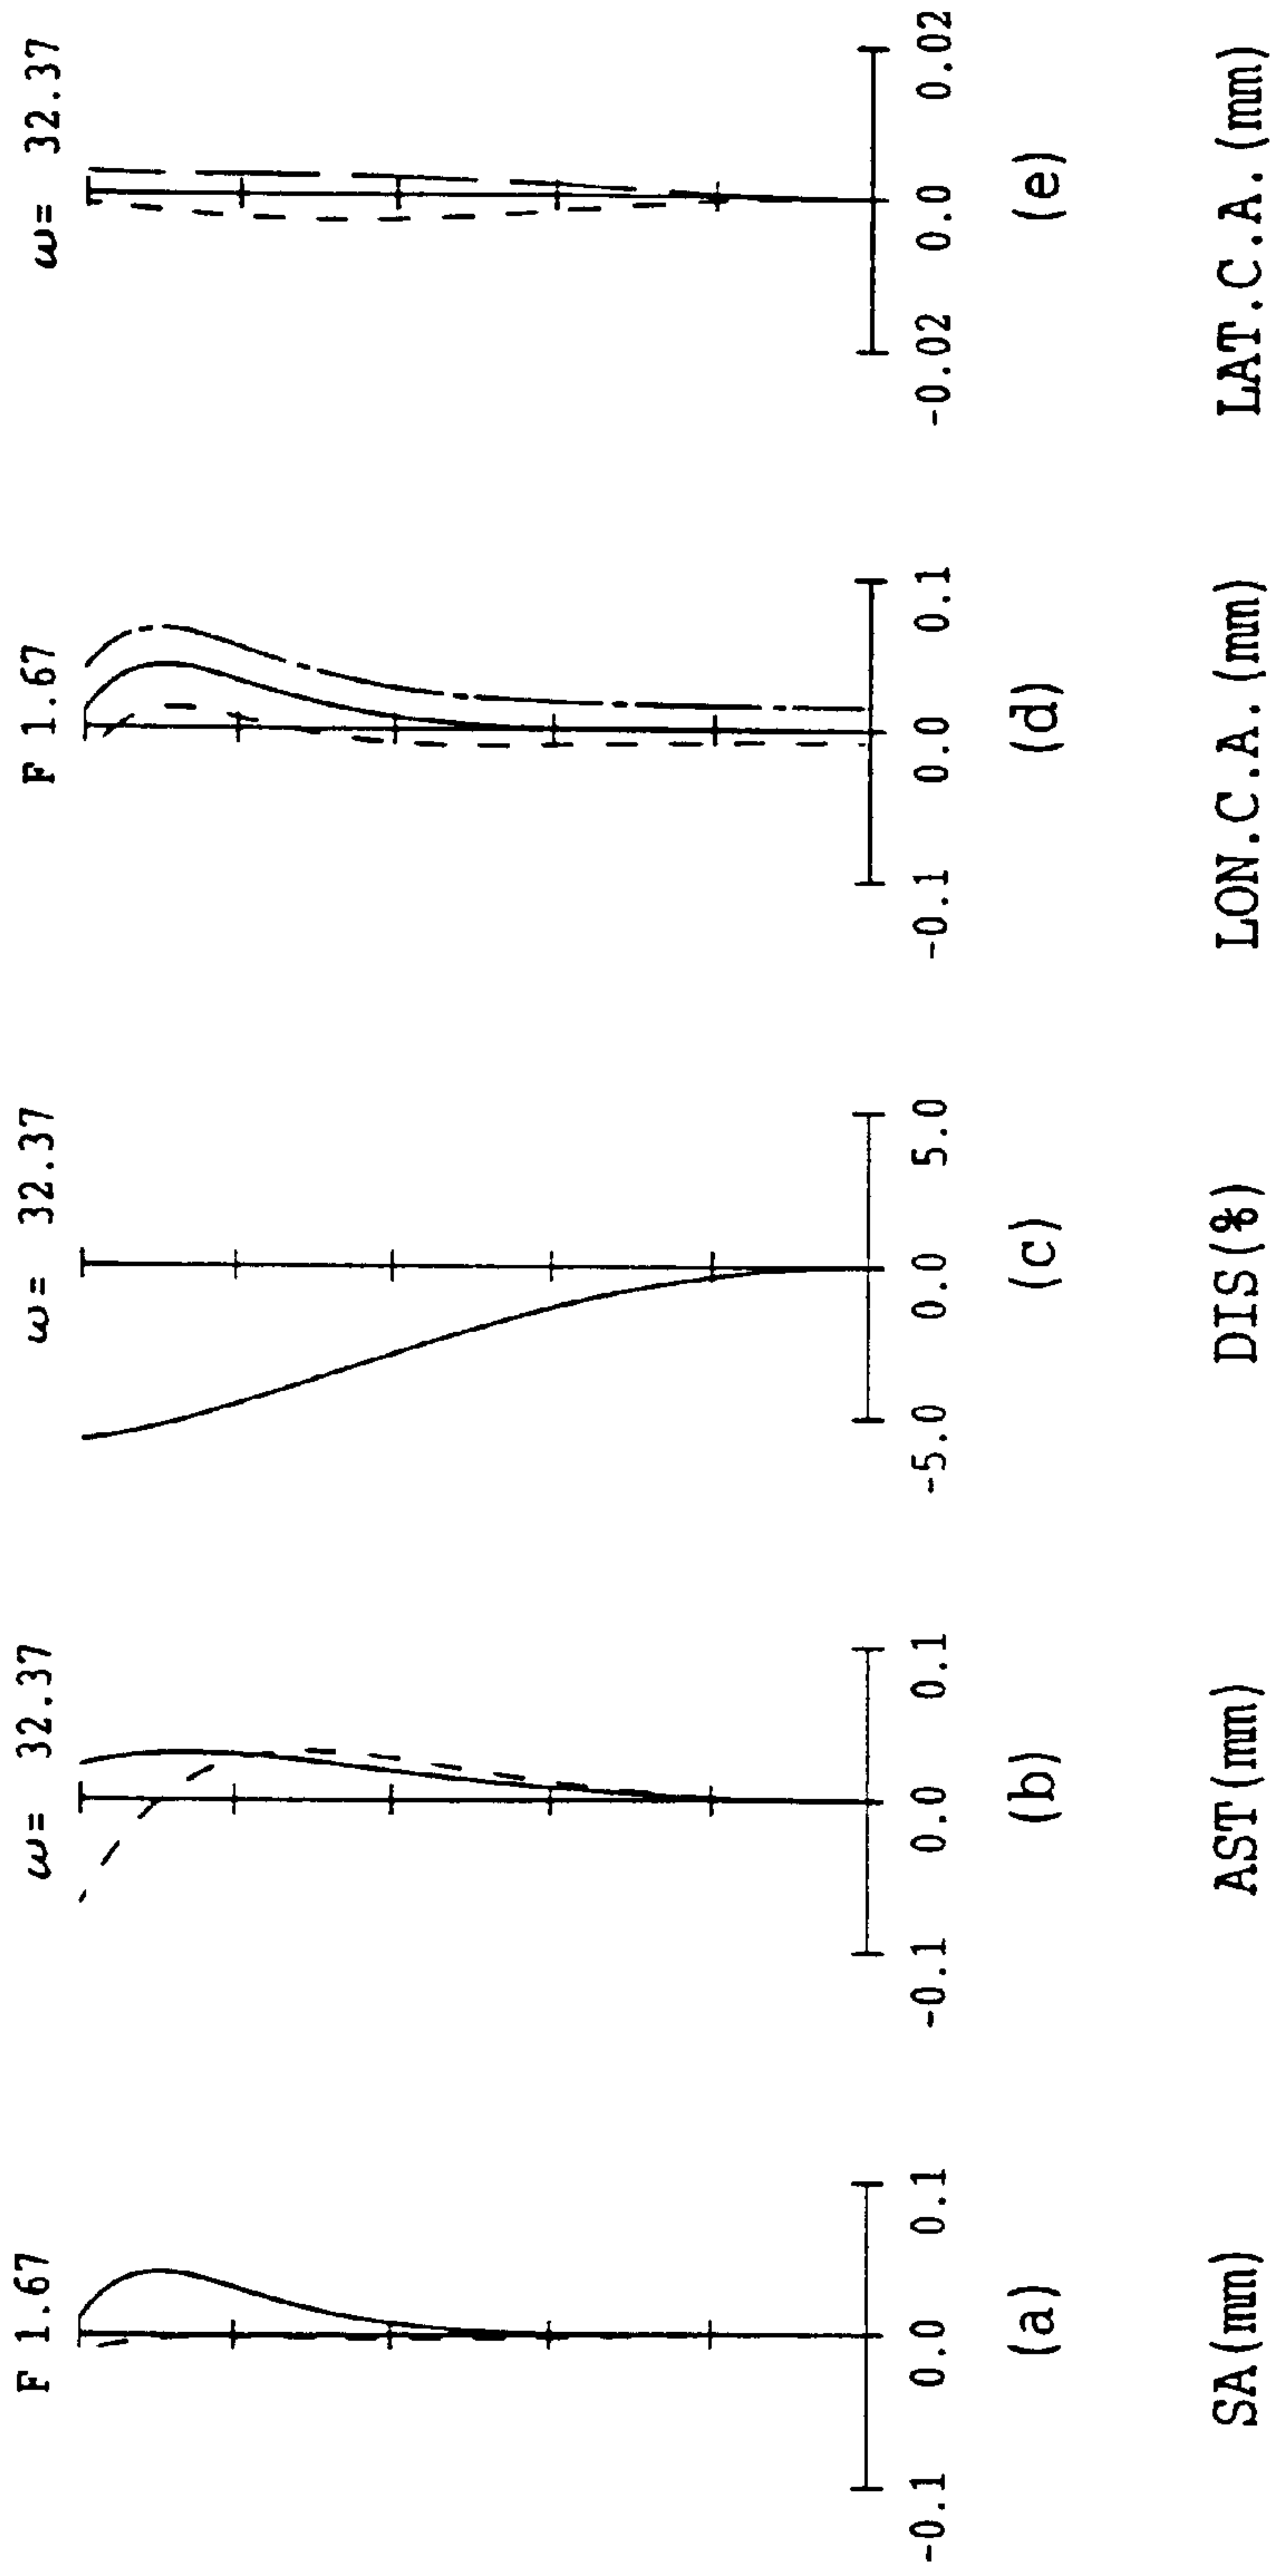 F 1.67
-0.1 0.0 0.1
(a)
SA(mm)
ω= 32.37
-0.1 0.0 0.1
(b)
AST(mm)
ω= 32.37
-5.0 0.0 5.0
(c)
DIS(%)
F 1.67
-0.1 0.0 0.1
(d)
LON.C.A.(mm)
ω= 32.37
-0.02 0.0 0.02
(e)
LAT.C.A.(mm)